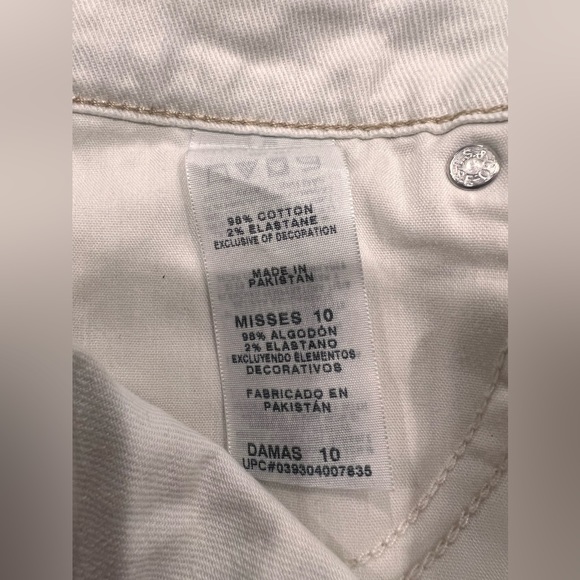 98% COTTON
2% ELASTANE
EXCLUSIVE OF DECORATION
MADE IN
PAKISTAN
MISSES 10
98% ALGODÓN
2% ELASTANO
EXCLUYENDO ELEMENTOS
DECORATIVOS
FABRICADO EN
PAKISTÁN
DAMAS 10
UPC#039304007835